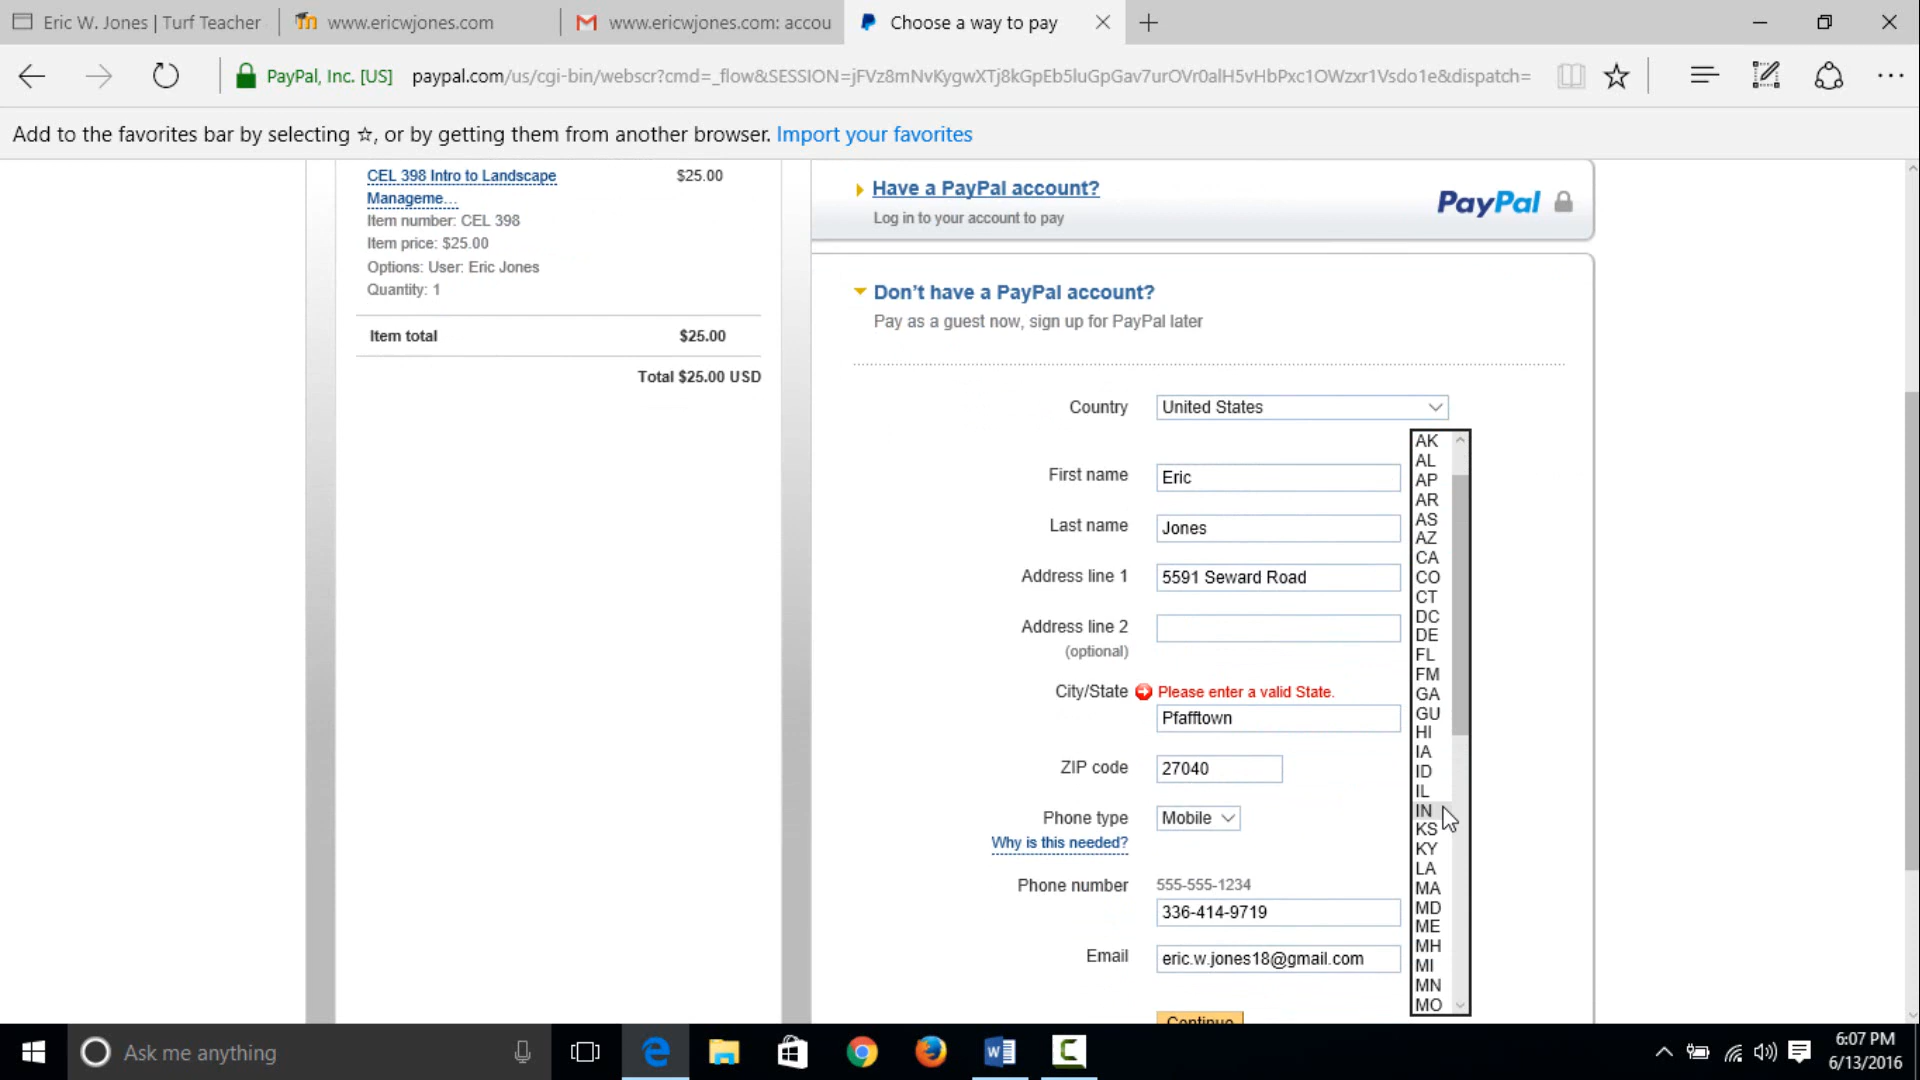 Eric W. Jones | Turf Teacher
www.ericwjones.com
www.ericwjones.com: accou
Choose a way to pay
PayPal, Inc. [US]
paypal.com/us/cgi-bin/webscr?cmd=_flow&SESSION=jFVz8mNvKygwXTj8kGpEb5luGpGav7urOVr0alH5vHbPxc1OWzxr1Vsdo1e&dispatch=
Add to the favorites bar by selecting ☆, or by getting them from another browser. Import your favorites
CEL 398 Intro to Landscape $25.00
Manageme...
Item number: CEL 398
Item price: $25.00
Options: User: Eric Jones
Quantity: 1
Item total $25.00
Total $25.00 USD
Have a PayPal account?
Log in to your account to pay
PayPal
Don't have a PayPal account?
Pay as a guest now, sign up for PayPal later
Country United States
First name Eric
Last name Jones
Address line 1 5591 Seward Road
Address line 2
(optional)
City/State Please enter a valid State.
Pfafftown
ZIP code 27040
Phone type Mobile
Why is this needed?
Phone number 555-555-1234
336-414-9719
Email eric.w.jones18@gmail.com
Continue
AK
AL
AP
AR
AS
AZ
CA
CO
CT
DC
DE
FL
FM
GA
GU
HI
IA
ID
IL
IN
KS
KY
LA
MA
MD
ME
MH
MI
MN
MO
Ask me anything
6:07 PM
6/13/2016